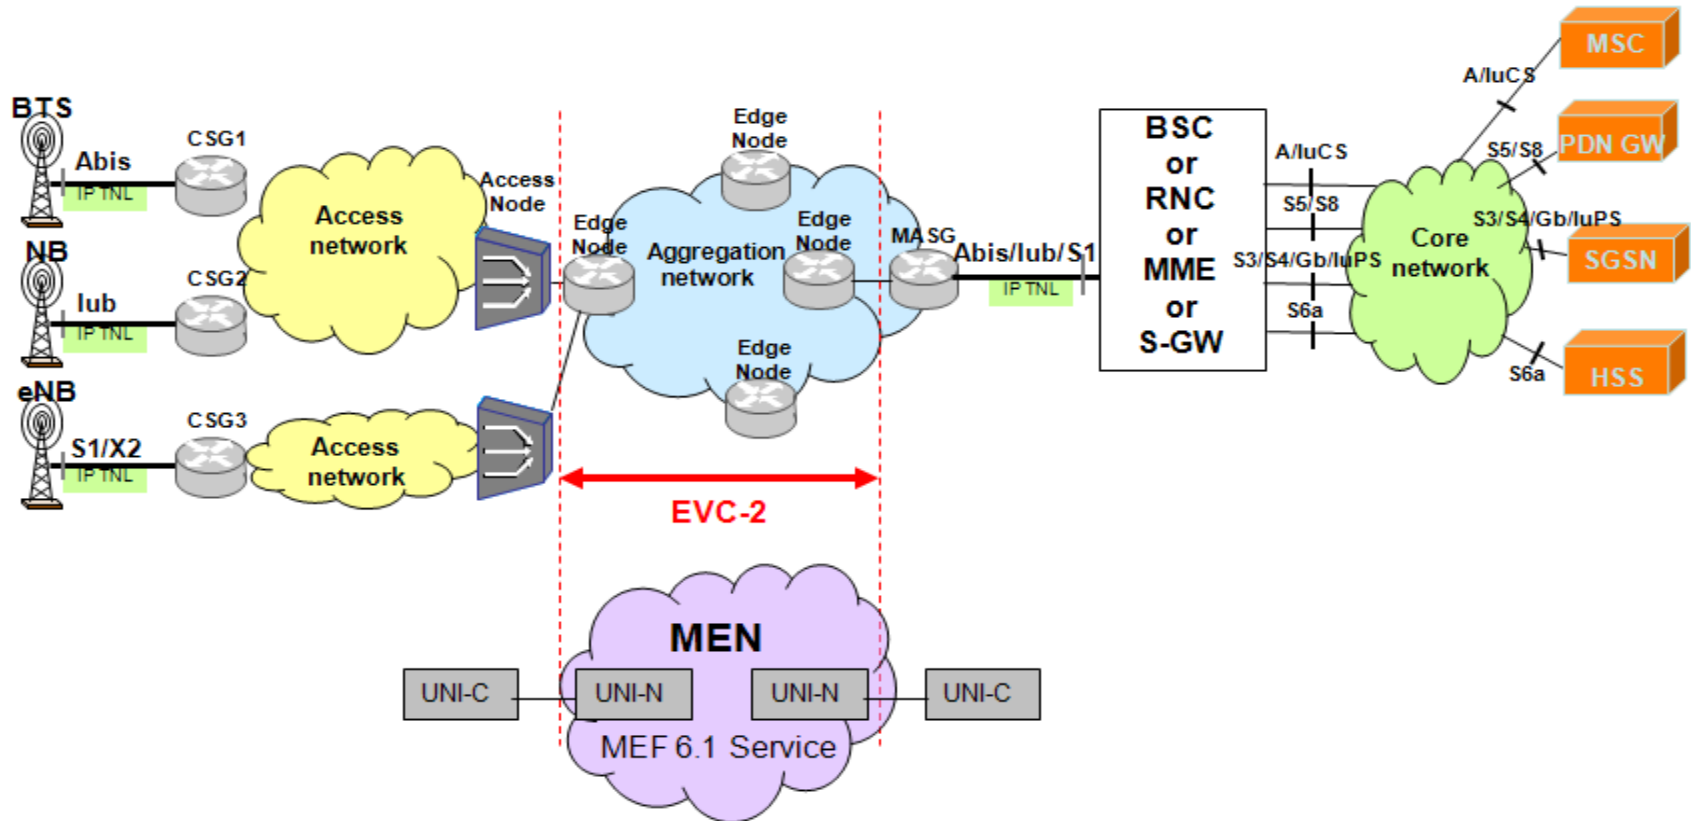 BTS
Abis
IP TNL
CSG1
NB
Iub
IP TNL
CSG2
eNB
S1/X2
IP TNL
CSG3
Access
network
Access
network
Access
Node
Edge
Node
Edge
Node
Aggregation
network
Edge
Node
Edge
Node
MASG
Abis/Iub/S1
IP TNL
BSC
or
RNC
or
MME
or
S-GW
A/IuCS
S5/S8
S3/S4/Gb/IuPS
S6a
Core
network
A/IuCS
S5/S8
S3/S4/Gb/IuPS
S6a
MSC
PDN GW
SGSN
HSS
EVC-2
MEN
UNI-C
UNI-N
UNI-N
UNI-C
MEF 6.1 Service